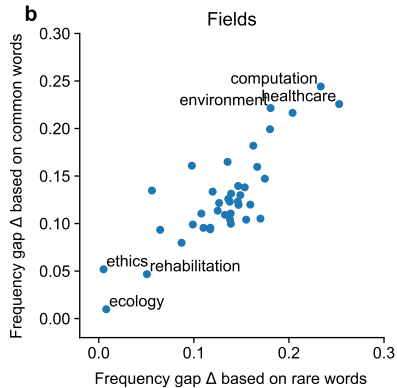 b
Fields
Frequency gap Δ based on common words
0.30
0.25
0.20
0.15
0.10
0.05
0.00
computation
environment
healthcare
ethics
rehabilitation
ecology
0.0
0.1
0.2
0.3
Frequency gap Δ based on rare words